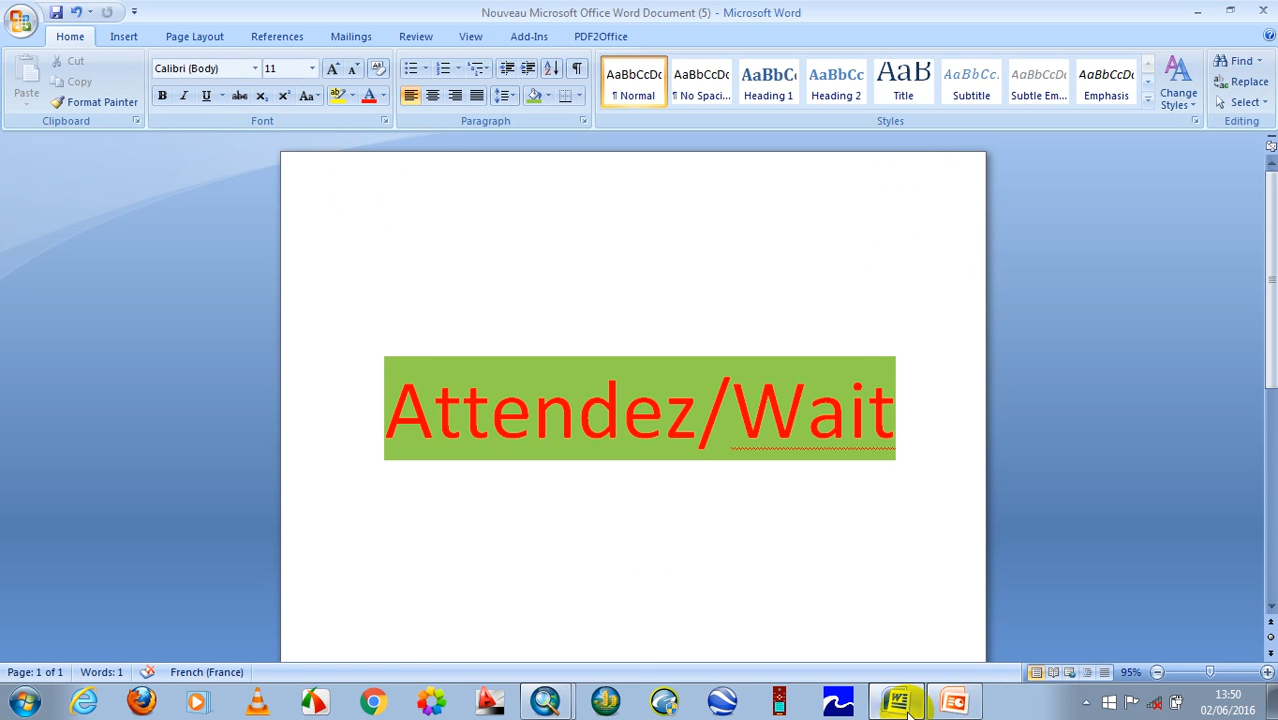 Nouveau Microsoft Office Word Document (5) - Microsoft Word
Home Insert Page Layout References Mailings Review View Add-Ins PDF2Office
Paste
Cut
Copy
Format Painter
Clipboard
Calibri (Body) 11
Font
Paragraph
AaBbCcDc AaBbCcDc AaBbC AaBbCc AaB AaBbCc. AaBbCcDc AaBbCcDc
¶ Normal ¶ No Spaci... Heading 1 Heading 2 Title Subtitle Subtle Em... Emphasis
Change Styles
Styles
Find
Replace
Select
Editing
Attendez/Wait
Page: 1 of 1 Words: 1 French (France) 95%
13:50
02/06/2016